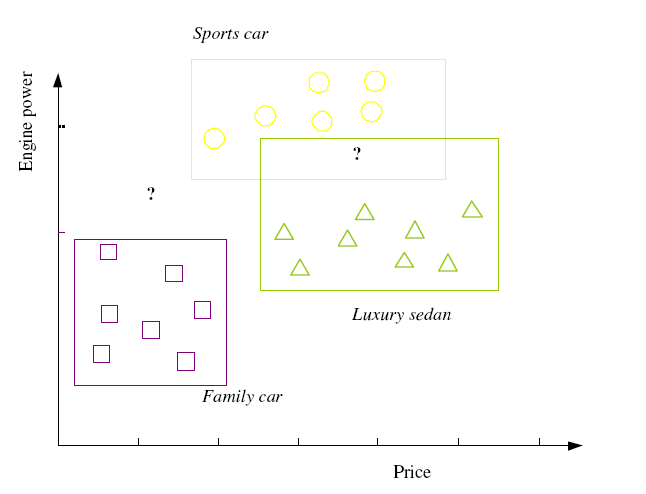 Sports car
Engine power
?
?
Luxury sedan
Family car
Price